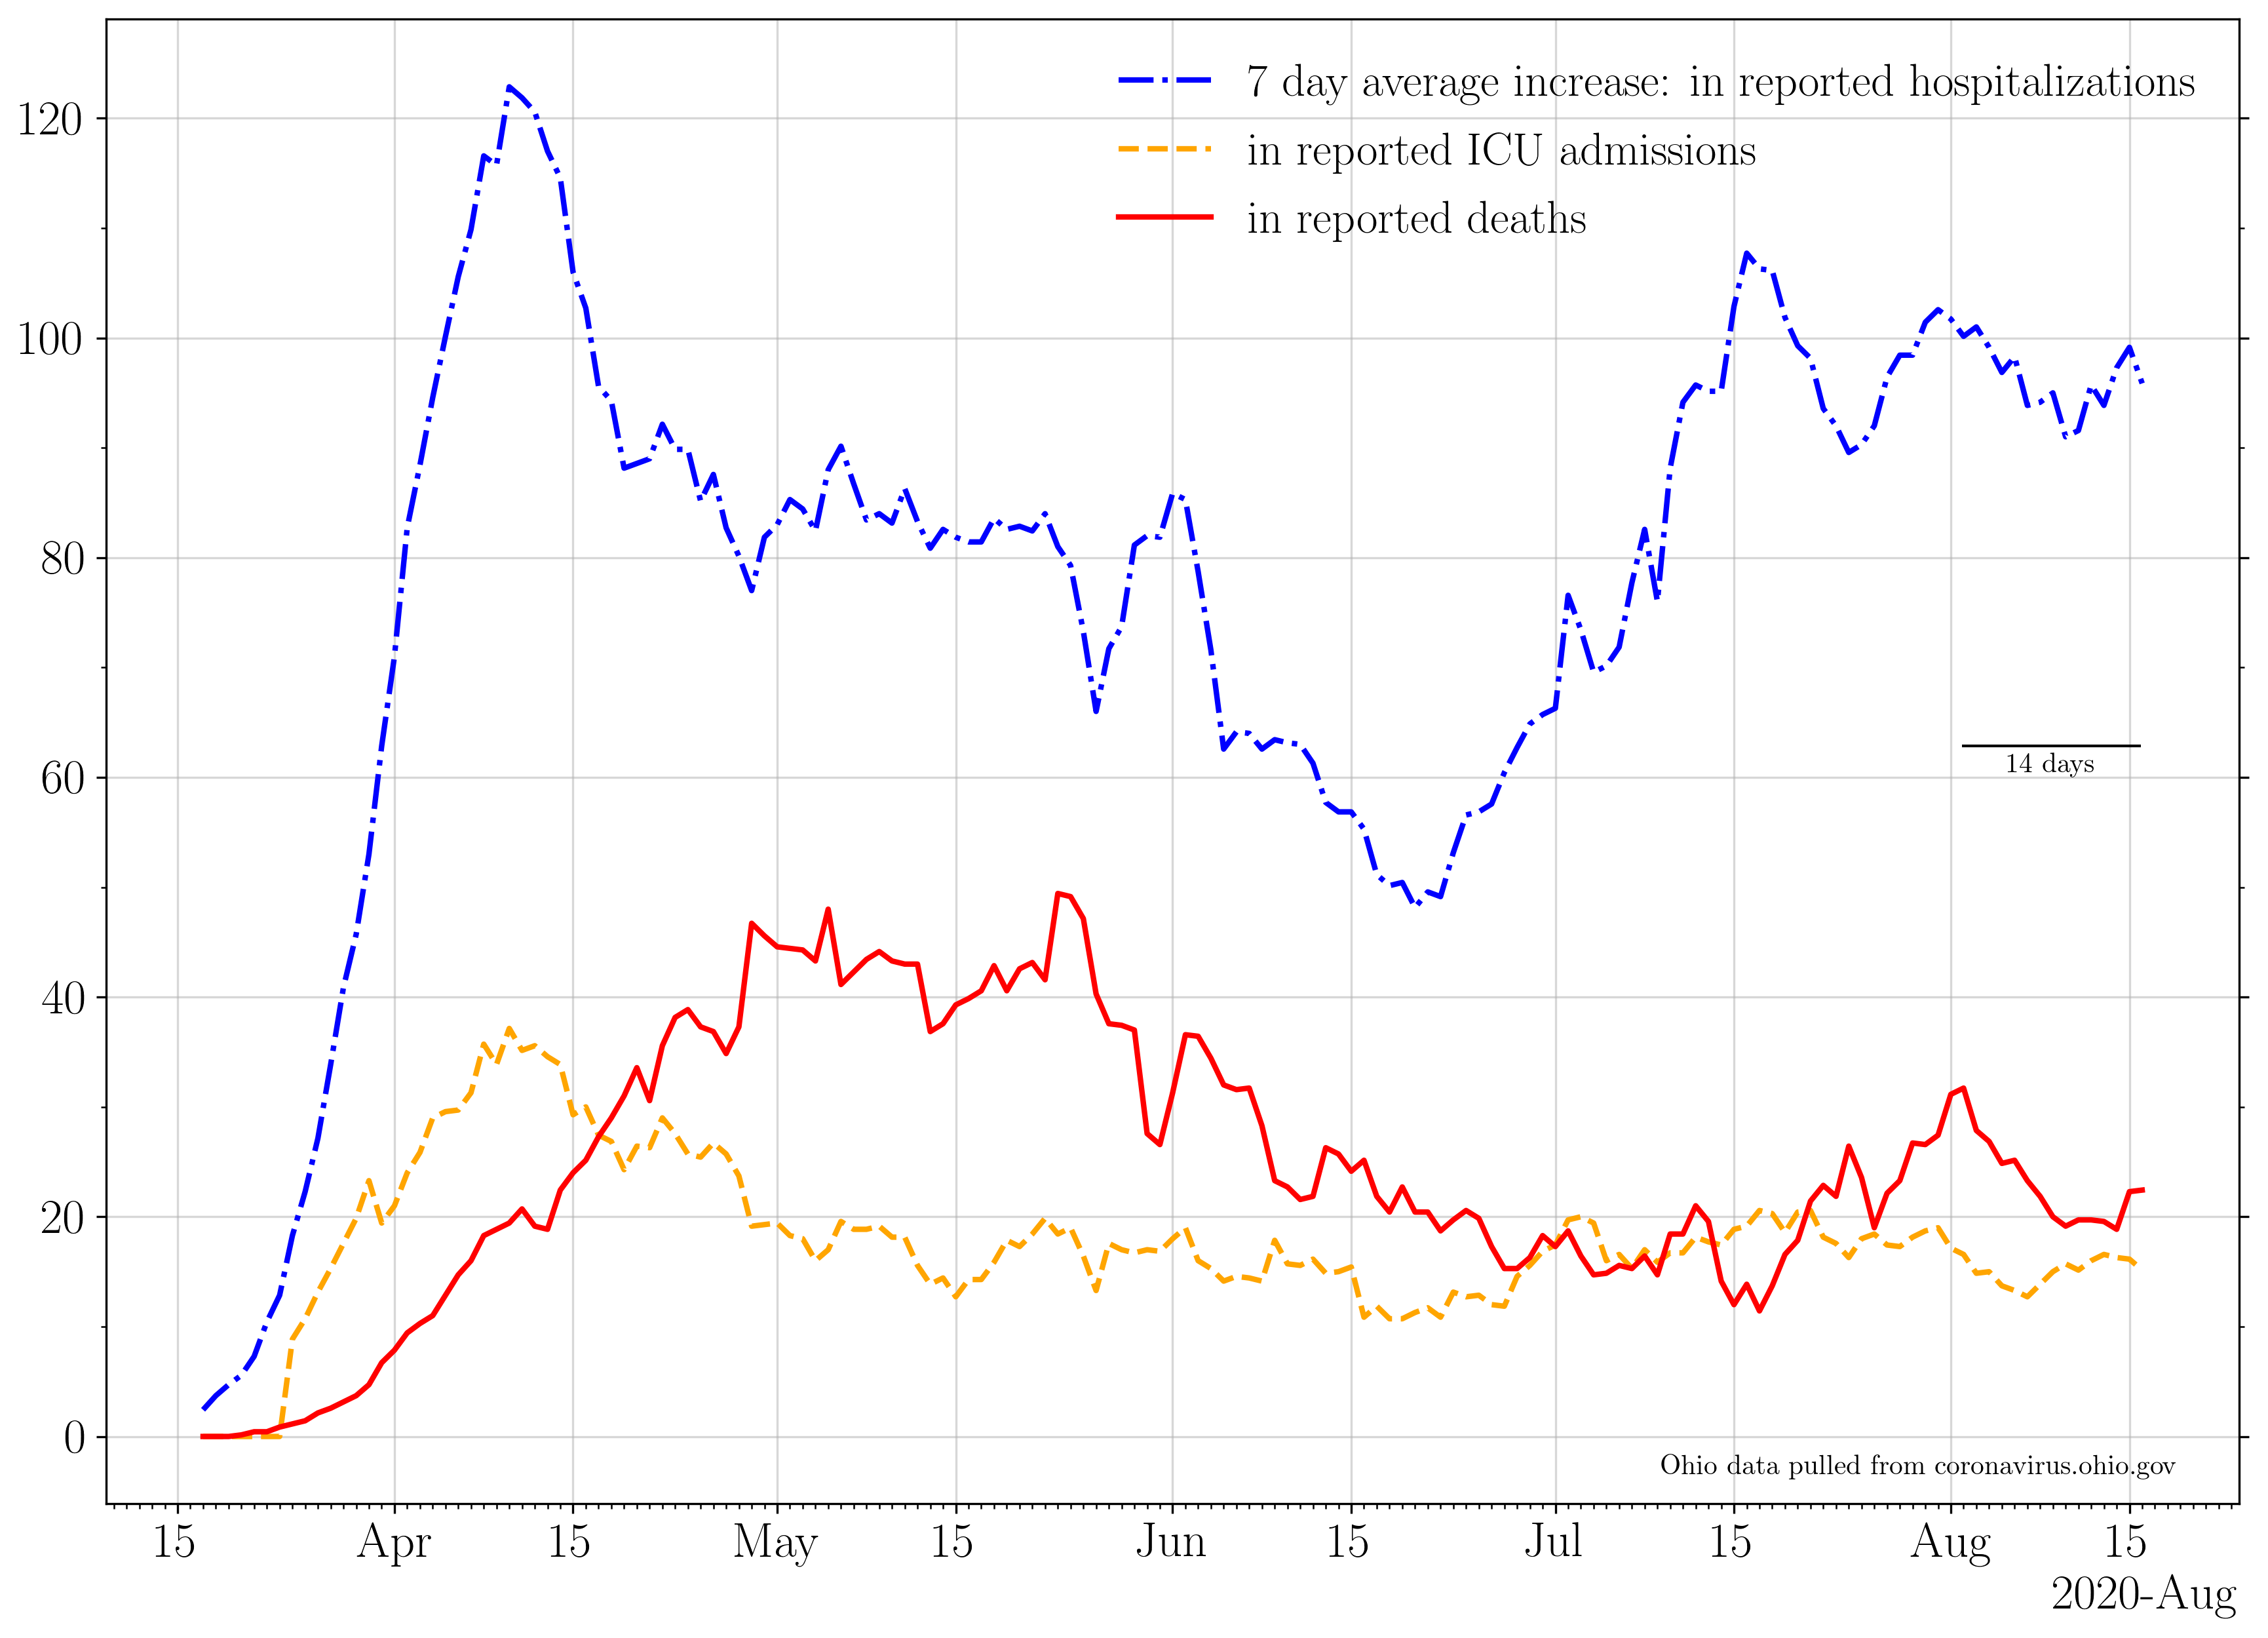 7 day average increase: in reported hospitalizations
in reported ICU admissions
in reported deaths
120
100
80
60
40
20
0
14 days
Ohio data pulled from coronavirus.ohio.gov
15 Apr 15 May 15 Jun 15 Jul 15 Aug 15
2020-Aug